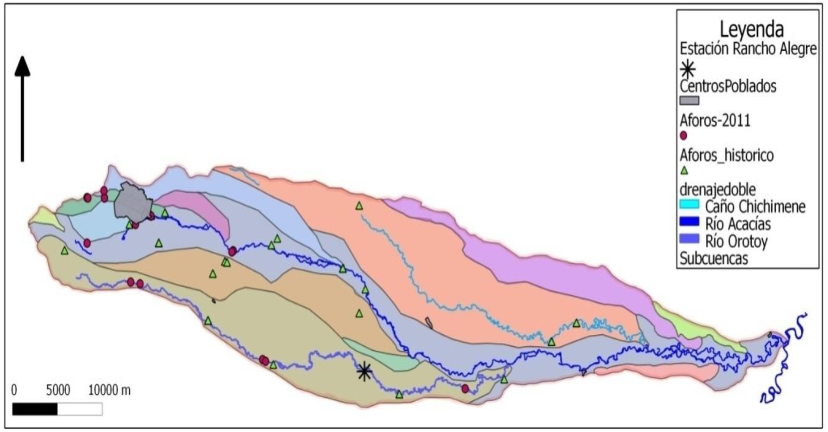 Leyenda
Estación Rancho Alegre
CentrosPoblados
Aforos-2011
Aforos_historico
drenajedoble
Caño Chichimene
Río Acacías
Río Orotoy
Subcuencas
0 5000 10000 m